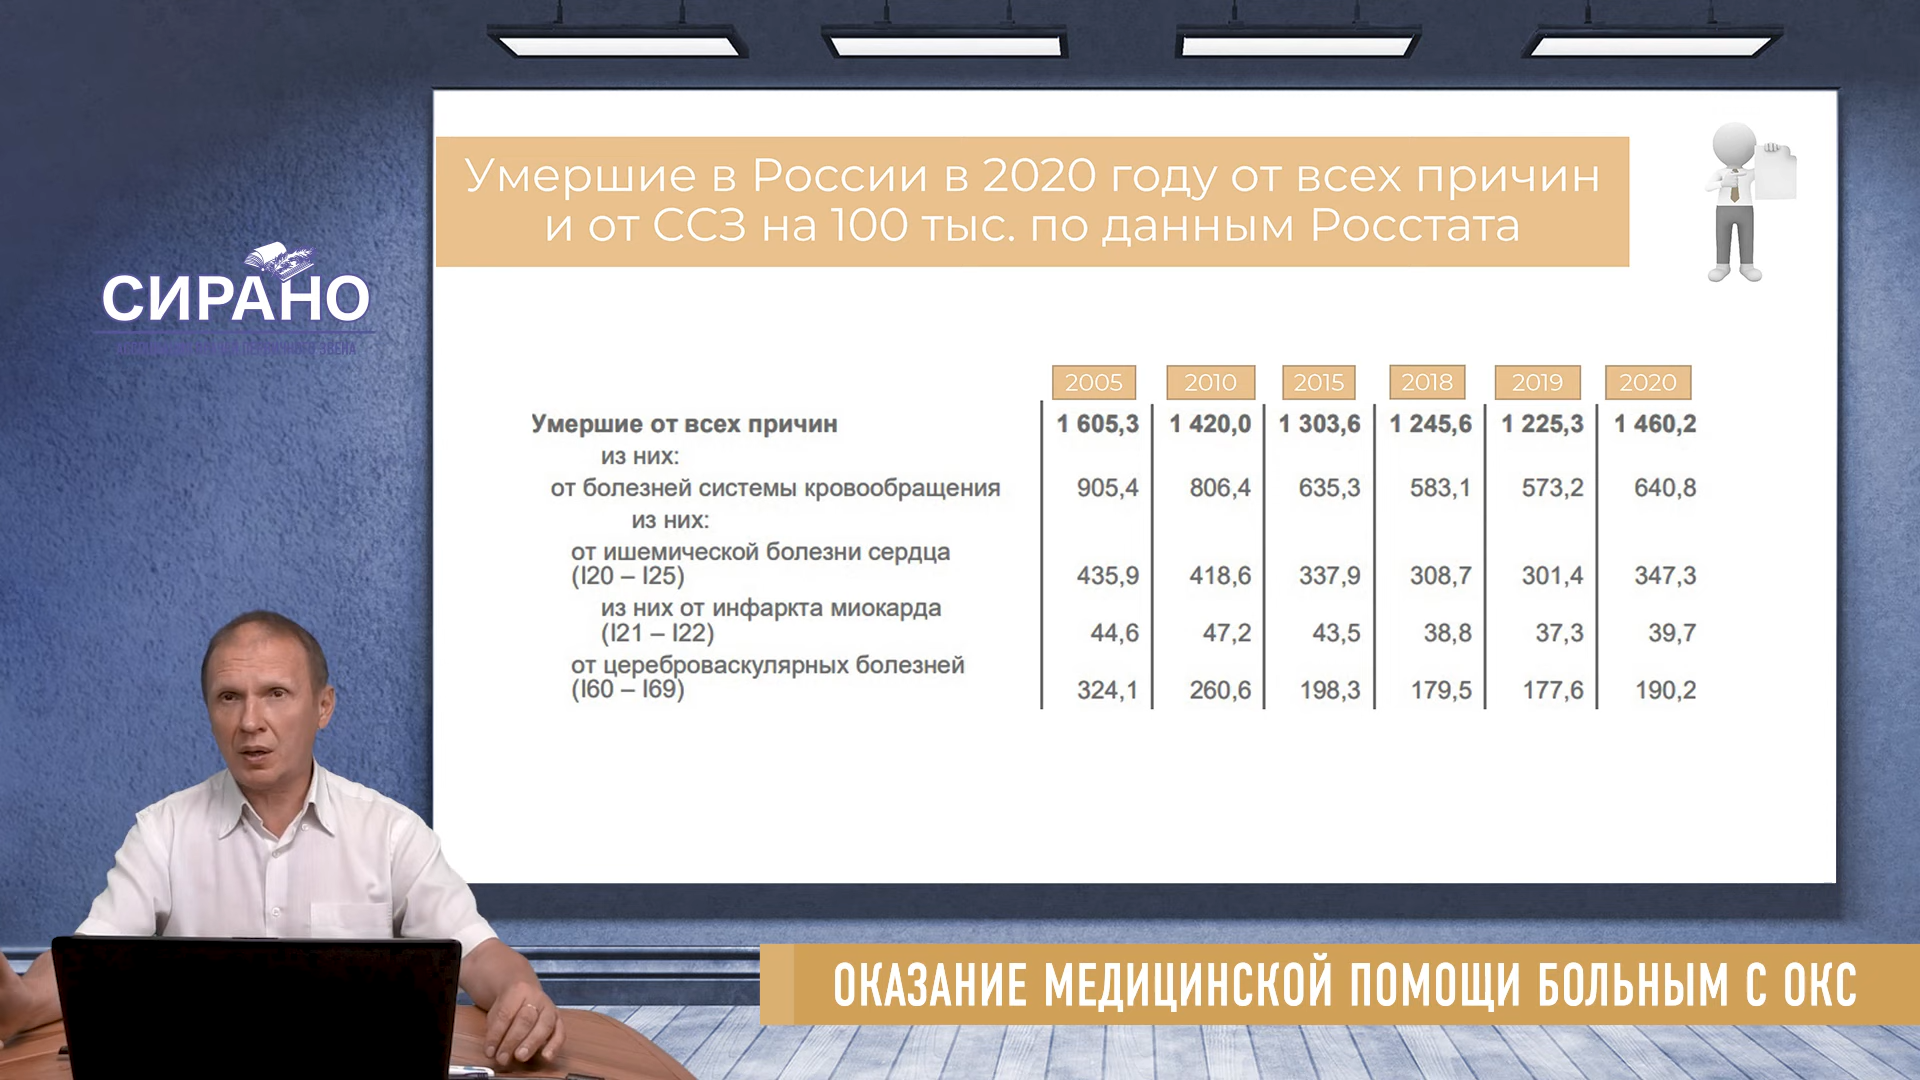 Умершие в России в 2020 году от всех причин
и от ССЗ на 100 тыс. по данным Росстата
СИРАНО
2005 2010 2015 2018 2019 2020
Умершие от всех причин 1 605,3 1 420,0 1 303,6 1 245,6 1 225,3 1 460,2
из них:
от болезней системы кровообращения 905,4 806,4 635,3 583,1 573,2 640,8
из них:
от ишемической болезни сердца
(I20 – I25) 435,9 418,6 337,9 308,7 301,4 347,3
из них от инфаркта миокарда
(I21 – I22) 44,6 47,2 43,5 38,8 37,3 39,7
от цереброваскулярных болезней
(I60 – I69) 324,1 260,6 198,3 179,5 177,6 190,2
ОКАЗАНИЕ МЕДИЦИНСКОЙ ПОМОЩИ БОЛЬНЫМ С ОКС